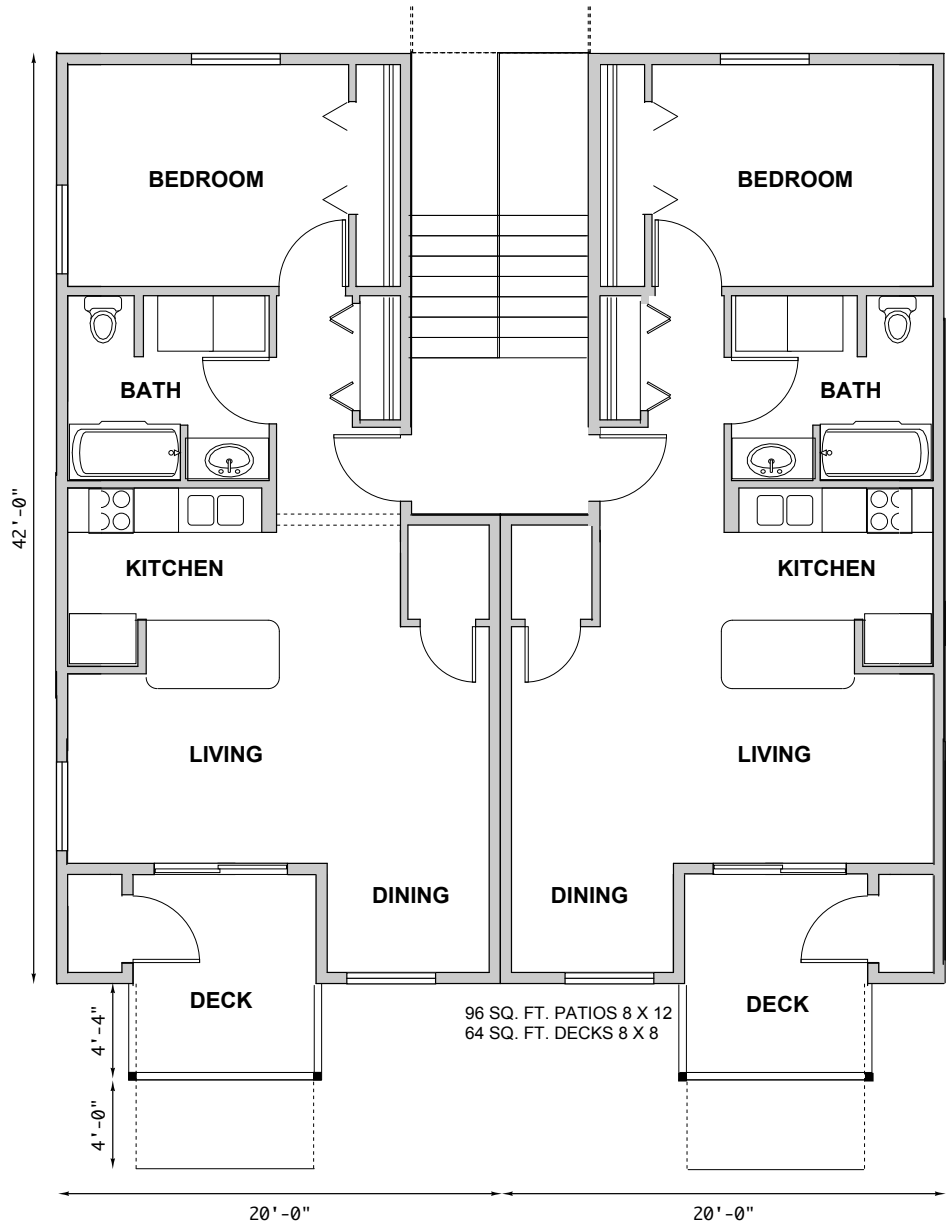 BEDROOM
BEDROOM
BATH
BATH
42'-0"
KITCHEN
KITCHEN
LIVING
LIVING
DINING
DINING
DECK
DECK
96 SQ. FT. PATIOS 8 X 12
64 SQ. FT. DECKS 8 X 8
4'-4"
4'-0"
20'-0"
20'-0"